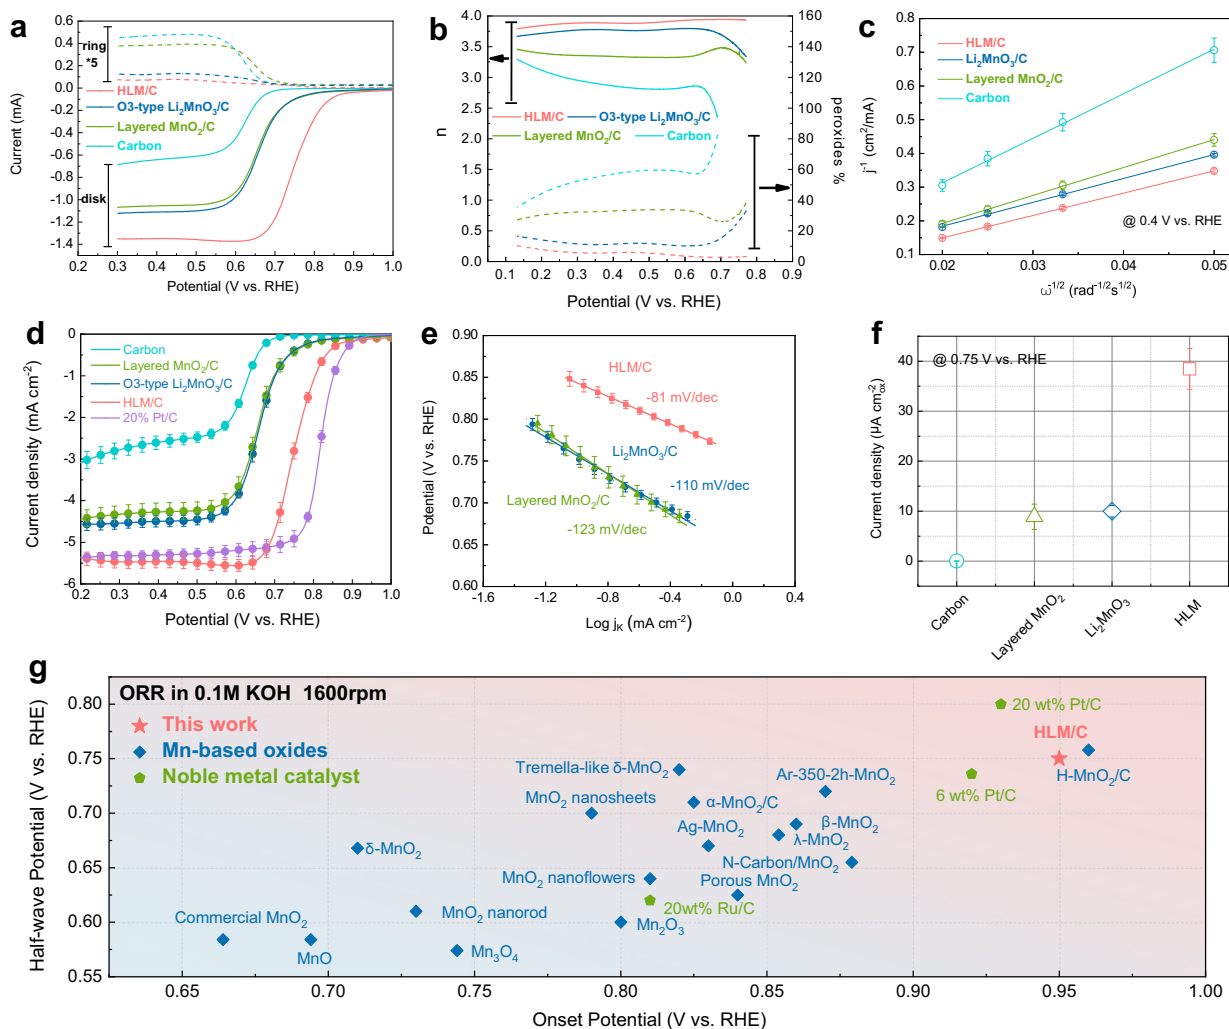 a
Current (mA)
0.6
0.4
0.2
0.0
-0.2
-0.4
-0.6
-0.8
-1.0
-1.2
-1.4
ring
*5
HLM/C
O3-type Li₂MnO₃/C
Layered MnO₂/C
Carbon
disk
0.2 0.3 0.4 0.5 0.6 0.7 0.8 0.9 1.0
Potential (V vs. RHE)
b
n
4.0
3.5
3.0
2.5
2.0
1.5
1.0
0.5
0.0
HLM/C O3-type Li₂MnO₃/C
Layered MnO₂/C Carbon
160
140
120
100
80
60
40
20
0
peroxides %
0.1 0.2 0.3 0.4 0.5 0.6 0.7 0.8 0.9
Potential (V vs. RHE)
c
j⁻¹ (cm²/mA)
0.8
0.7
0.6
0.5
0.4
0.3
0.2
0.1
HLM/C
Li₂MnO₃/C
Layered MnO₂/C
Carbon
@ 0.4 V vs. RHE
0.02 0.03 0.04 0.05
ω⁻¹/² (rad⁻¹/²s¹/²)
d
Current density (mA cm⁻²)
0
-1
-2
-3
-4
-5
-6
Carbon
Layered MnO₂/C
O3-type Li₂MnO₃/C
HLM/C
20% Pt/C
0.2 0.3 0.4 0.5 0.6 0.7 0.8 0.9 1.0
Potential (V vs. RHE)
e
Potential (V vs. RHE)
0.90
0.85
0.80
0.75
0.70
0.65
0.60
HLM/C
-81 mV/dec
Li₂MnO₃/C
-110 mV/dec
Layered MnO₂/C
-123 mV/dec
-1.6 -1.2 -0.8 -0.4 0.0 0.4
Log jK (mA cm⁻²)
f
Current density (μA cm⁻²ox)
40
30
20
10
0
@ 0.75 V vs. RHE
Carbon
Layered MnO₂
Li₂MnO₃
HLM
g
Half-wave Potential (V vs. RHE)
0.80
0.75
0.70
0.65
0.60
0.55
ORR in 0.1M KOH 1600rpm
This work
Mn-based oxides
Noble metal catalyst
20 wt% Pt/C
HLM/C
H-MnO₂/C
6 wt% Pt/C
Tremella-like δ-MnO₂
Ar-350-2h-MnO₂
MnO₂ nanosheets
α-MnO₂/C
Ag-MnO₂
β-MnO₂
λ-MnO₂
δ-MnO₂
N-Carbon/MnO₂
MnO₂ nanoflowers
Porous MnO₂
20wt% Ru/C
Commercial MnO₂
MnO₂ nanorod
Mn₂O₃
MnO
Mn₃O₄
0.65 0.70 0.75 0.80 0.85 0.90 0.95 1.00
Onset Potential (V vs. RHE)